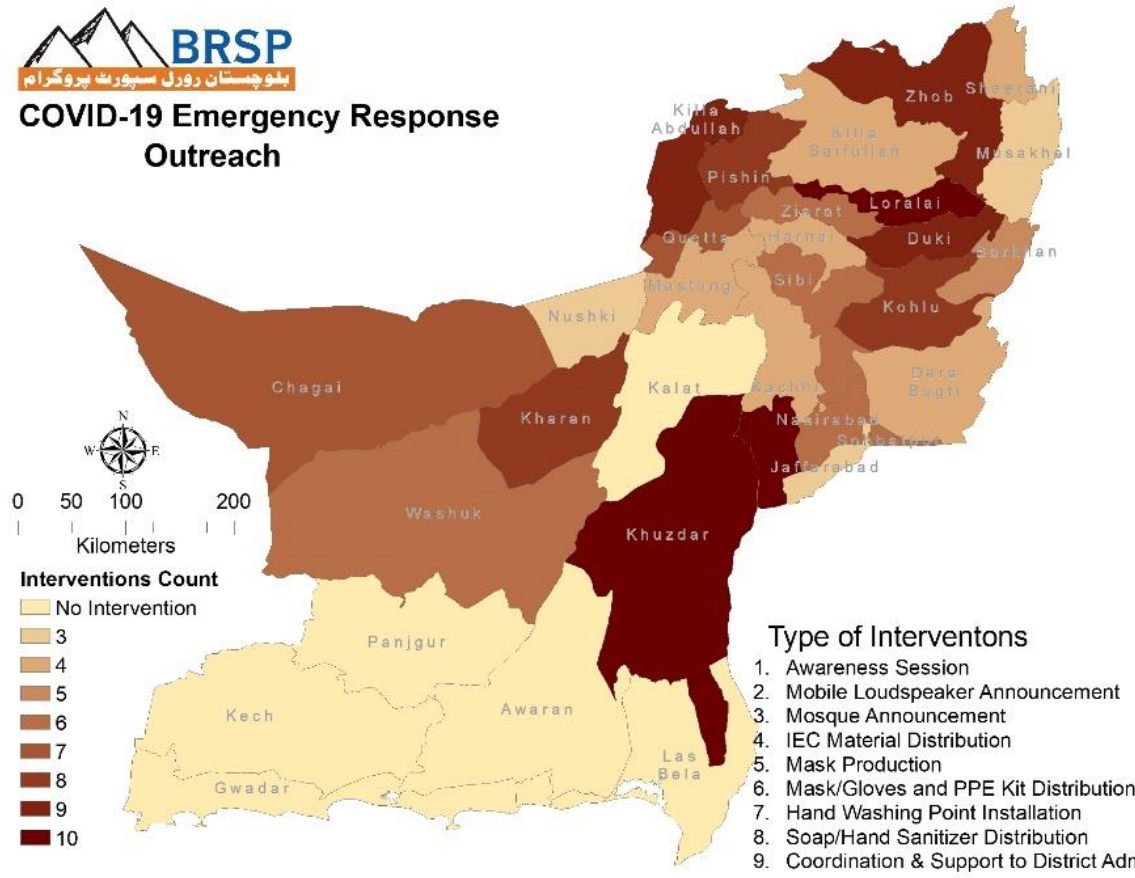 BRSP
بلوچستان رورل سپورٹ پروگرام
COVID-19 Emergency Response
Outreach
Killa
Abdullah
Zhob
Sheerani
Killa
Saifullah
Musakhel
Pishin
Loralai
Ziarat
Quetta
Harnai
Duki
Barkhan
Mastung
Sibi
Kohlu
Nushki
Chagai
Kalat
Kachhi
Dera
Bugti
Kharan
Nasirabad
Sohbatpur
Jaffarabad
Washuk
Khuzdar
Panjgur
Kech
Awaran
Las
Bela
Gwadar
N
W E
S
0 50 100 200
Kilometers
Interventions Count
No Intervention
3
4
5
6
7
8
9
10
Type of Interventons
1. Awareness Session
2. Mobile Loudspeaker Announcement
3. Mosque Announcement
4. IEC Material Distribution
5. Mask Production
6. Mask/Gloves and PPE Kit Distribution
7. Hand Washing Point Installation
8. Soap/Hand Sanitizer Distribution
9. Coordination & Support to District Adm